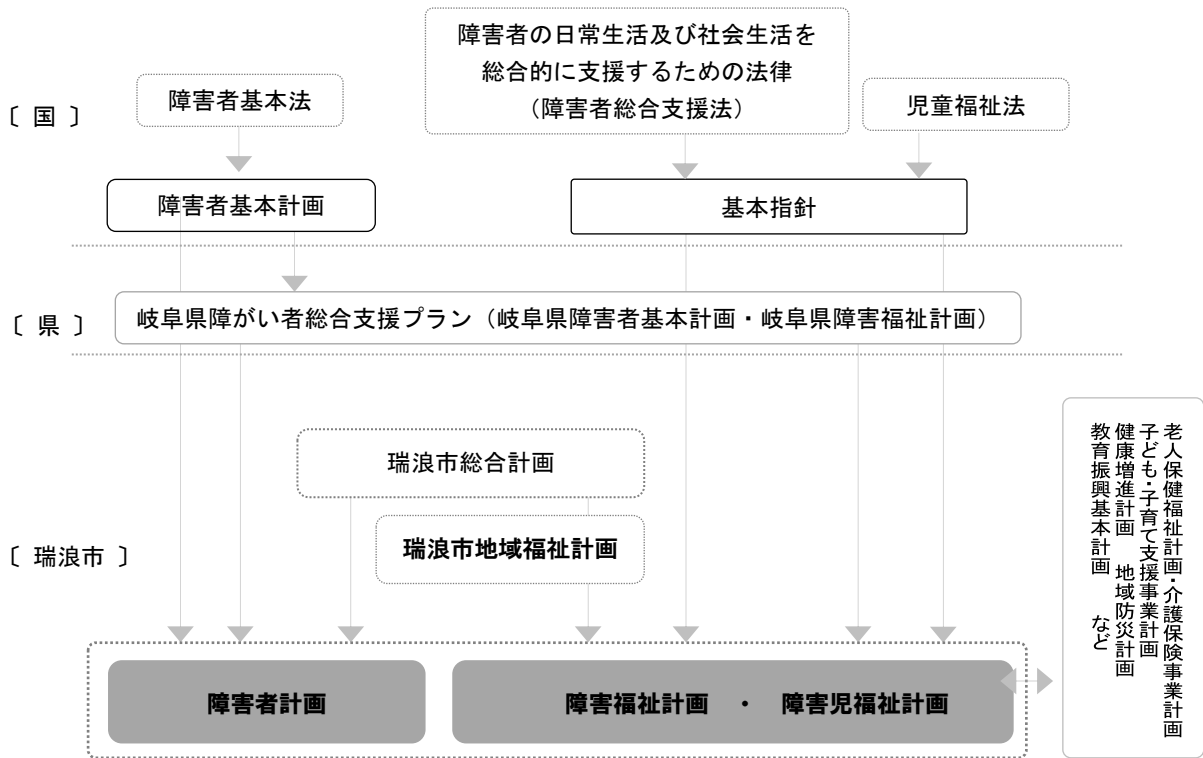 障害者の日常生活及び社会生活を
総合的に支援するための法律
（障害者総合支援法）
障害者基本法
児童福祉法
〔 国 〕
障害者基本計画
基本指針
〔 県 〕
岐阜県障がい者総合支援プラン（岐阜県障害者基本計画・岐阜県障害福祉計画）
瑞浪市総合計画
瑞浪市地域福祉計画
〔 瑞浪市 〕
老人保健福祉計画・介護保険事業計画
子ども・子育て支援事業計画
健康増進計画 地域防災計画
教育振興基本計画 など
障害者計画
障害福祉計画 ・ 障害児福祉計画